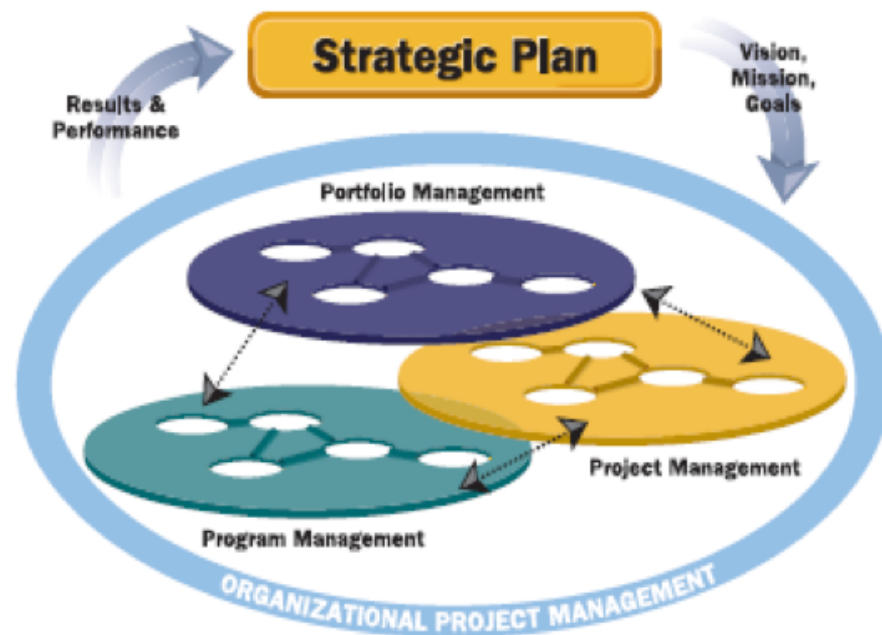 Strategic Plan
Results &
Performance
Vision,
Mission,
Goals
Portfolio Management
Project Management
Program Management
ORGANIZATIONAL PROJECT MANAGEMENT